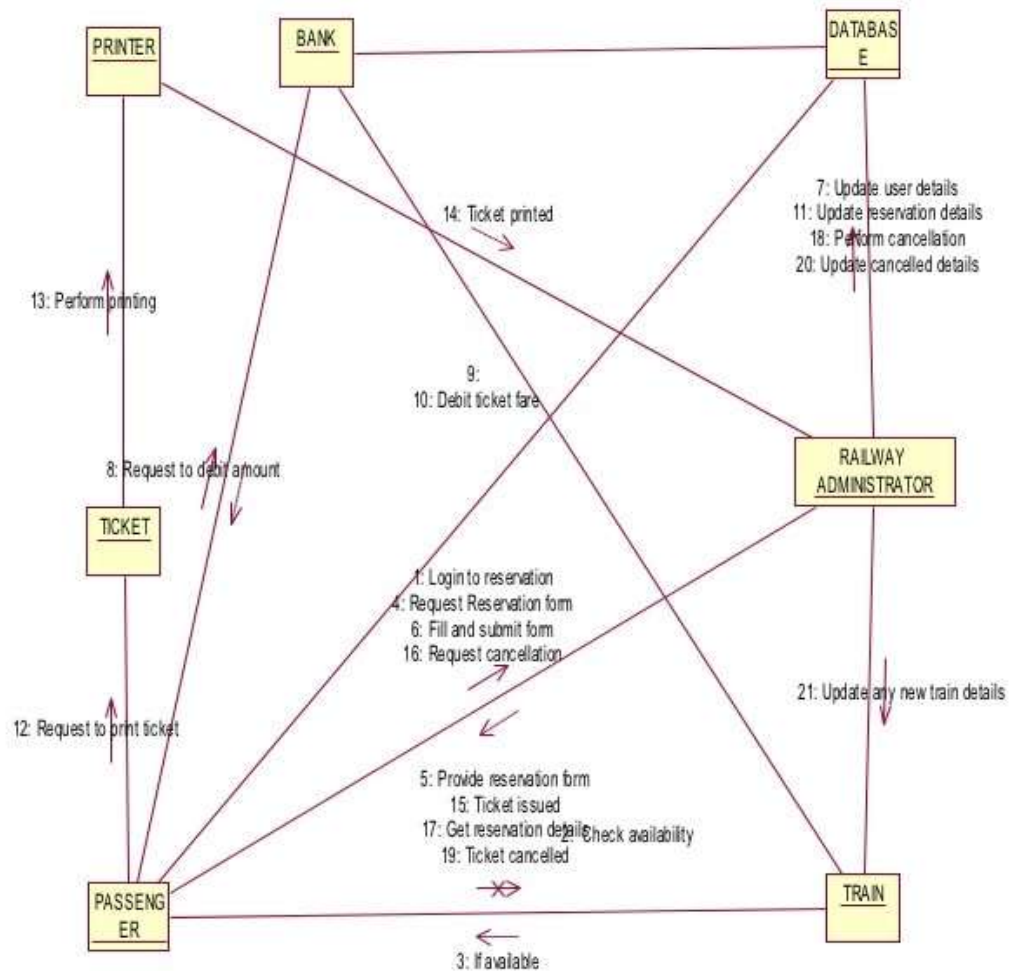 PRINTER
BANK
DATABAS
E
7: Update user details
11: Update reservation details
18: Perform cancellation
20: Update cancelled details
14: Ticket printed
13: Perform printing
9:
10: Debit ticket fare
8: Request to debit amount
RAILWAY
ADMINISTRATOR
TICKET
1: Login to reservation
4: Request Reservation form
6: Fill and submit form
16: Request cancellation
21: Update any new train details
12: Request to print ticket
5: Provide reservation form
15: Ticket issued
17: Get reservation details
2: Check availability
19: Ticket cancelled
PASSENG
ER
TRAIN
3: If available